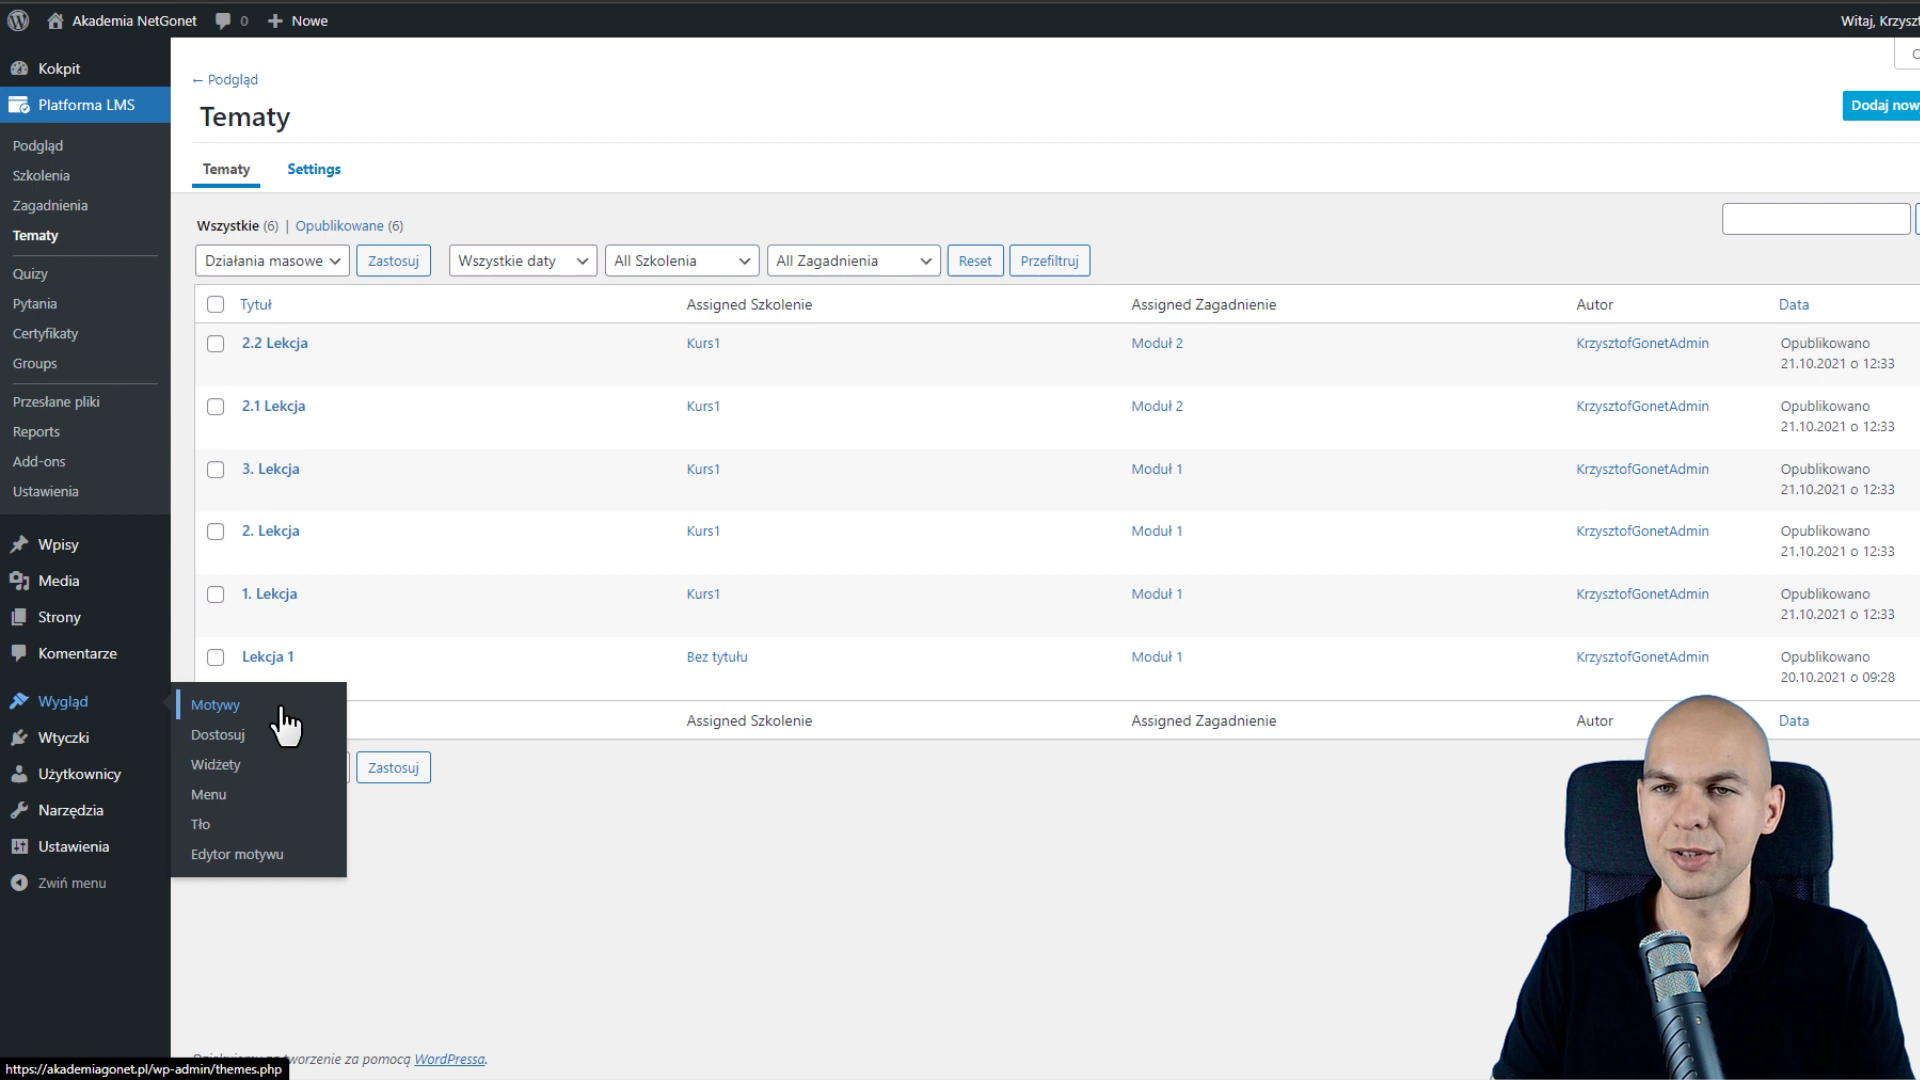 Akademia NetGonet 0 Nowe
Witaj, Krzyszt
Kokpit
Platforma LMS
Podgląd
Szkolenia
Zagadnienia
Tematy
Quizy
Pytania
Certyfikaty
Groups
Przesłane pliki
Reports
Add-ons
Ustawienia
Wpisy
Media
Strony
Komentarze
Wygląd
Wtyczki
Użytkownicy
Narzędzia
Ustawienia
Zwiń menu
Motywy
Dostosuj
Widżety
Menu
Tło
Edytor motywu
← Podgląd
Tematy
Dodaj now
Tematy Settings
Wszystkie (6) | Opublikowane (6)
Działania masowe Zastosuj Wszystkie daty All Szkolenia All Zagadnienia Reset Przefiltruj
Tytuł Assigned Szkolenie Assigned Zagadnienie Autor Data
2.2 Lekcja Kurs1 Moduł 2 KrzysztofGonetAdmin Opublikowano
21.10.2021 o 12:33
2.1 Lekcja Kurs1 Moduł 2 KrzysztofGonetAdmin Opublikowano
21.10.2021 o 12:33
3. Lekcja Kurs1 Moduł 1 KrzysztofGonetAdmin Opublikowano
21.10.2021 o 12:33
2. Lekcja Kurs1 Moduł 1 KrzysztofGonetAdmin Opublikowano
21.10.2021 o 12:33
1. Lekcja Kurs1 Moduł 1 KrzysztofGonetAdmin Opublikowano
21.10.2021 o 12:33
Lekcja 1 Bez tytułu Moduł 1 KrzysztofGonetAdmin Opublikowano
20.10.2021 o 09:28
Assigned Szkolenie Assigned Zagadnienie Autor Data
Zastosuj
tworzenie za pomocą WordPressa.
https://akademiagonet.pl/wp-admin/themes.php